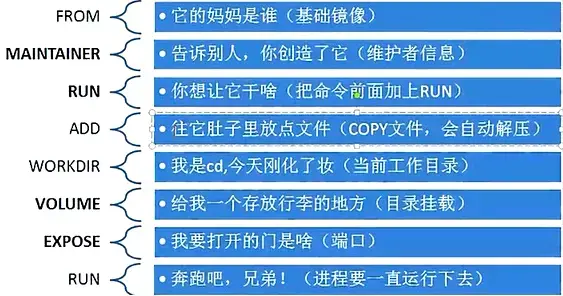 FROM
• 它的妈妈是谁（基础镜像）
MAINTAINER
• 告诉别人，你创造了它（维护者信息）
RUN
• 你想让它干啥（把命令前面加上RUN）
ADD
• 往它肚子里放点文件（COPY文件，会自动解压）
WORKDIR
• 我是cd,今天刚化了妆（当前工作目录）
VOLUME
• 给我一个存放行李的地方（目录挂载）
EXPOSE
• 我要打开的门是啥（端口）
RUN
• 奔跑吧，兄弟！（进程要一直运行下去）